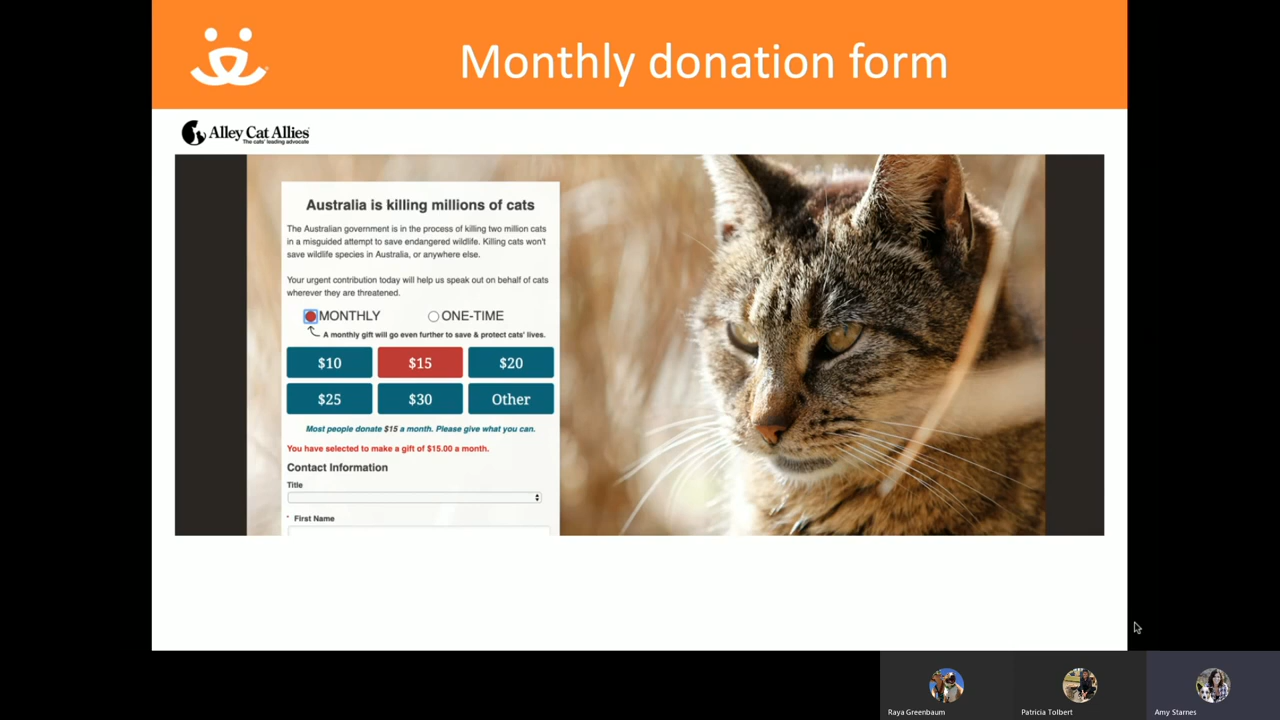 Monthly donation form
Alley Cat Allies
The cats' leading advocate
Australia is killing millions of cats
The Australian government is in the process of killing two million cats
in a misguided attempt to save endangered wildlife. Killing cats won't
save wildlife species in Australia, or anywhere else.
Your urgent contribution today will help us speak out on behalf of cats
wherever they are threatened.
MONTHLY ONE-TIME
A monthly gift will go even further to save & protect cats' lives.
$10 $15 $20
$25 $30 Other
Most people donate $15 a month. Please give what you can.
You have selected to make a gift of $15.00 a month.
Contact Information
Title
* First Name
Raya Greenbaum Patricia Tolbert Amy Starnes